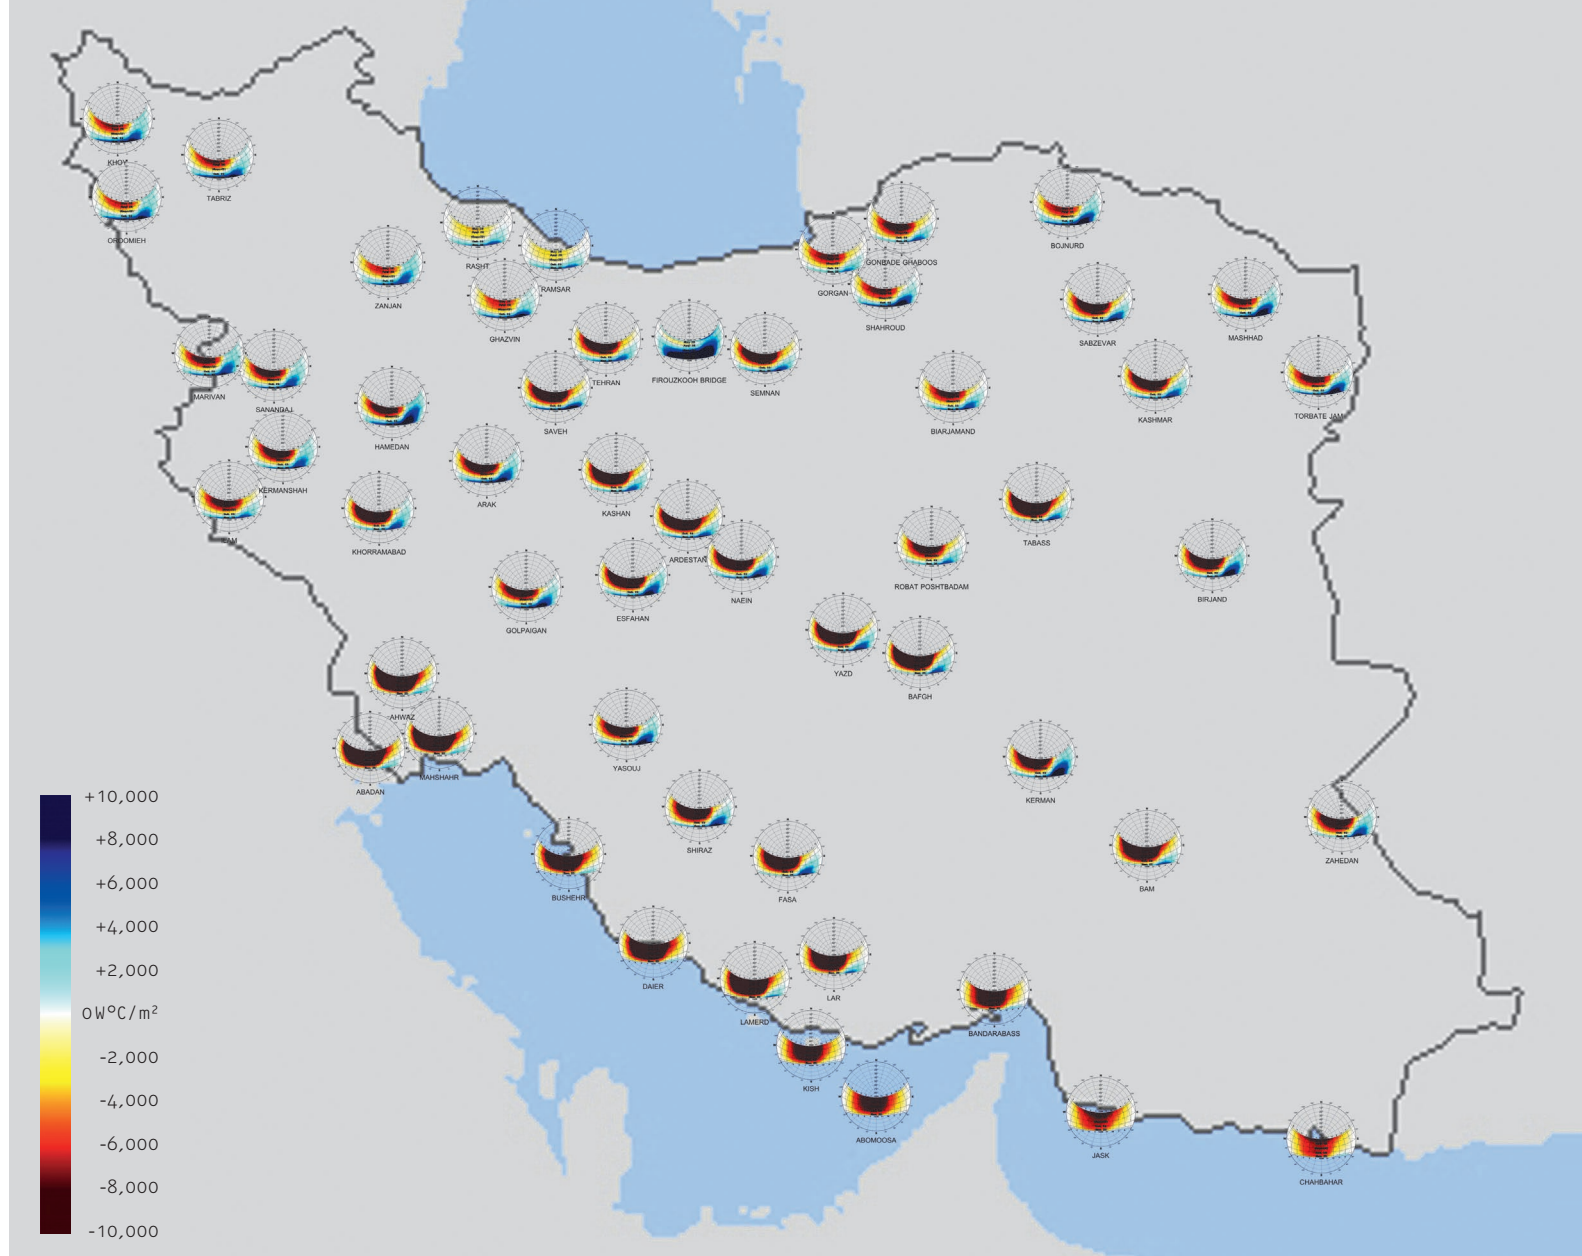 KHOY
TABRIZ
OROOMIEH
ZANJAN
RASHT
RAMSAR
GHAZVIN
GONBADE GHABOOS
GORGAN
SHAHROUD
BOJNURD
SABZEVAR
MASHHAD
MARIVAN
SANANDAJ
TEHRAN
FIROUZKOOH BRIDGE
SEMNAN
SAVEH
HAMEDAN
BIARJAMAND
KASHMAR
TORBATE JAM
KERMANSHAH
ARAK
KASHAN
KHORRAMABAD
ARDESTAN
TABASS
NAEIN
ROBAT POSHTBADAM
BIRJAND
GOLPAIGAN
ESFAHAN
YAZD
BAFGH
AHWAZ
MAHSHAHR
ABADAN
YASOUJ
KERMAN
SHIRAZ
FASA
BAM
ZAHEDAN
BUSHEHR
DAIER
LAMERD
LAR
BANDARABASS
KISH
ABOMOOSA
JASK
CHAHBAHAR
+10,000
+8,000
+6,000
+4,000
+2,000
0W°C/m²
-2,000
-4,000
-6,000
-8,000
-10,000